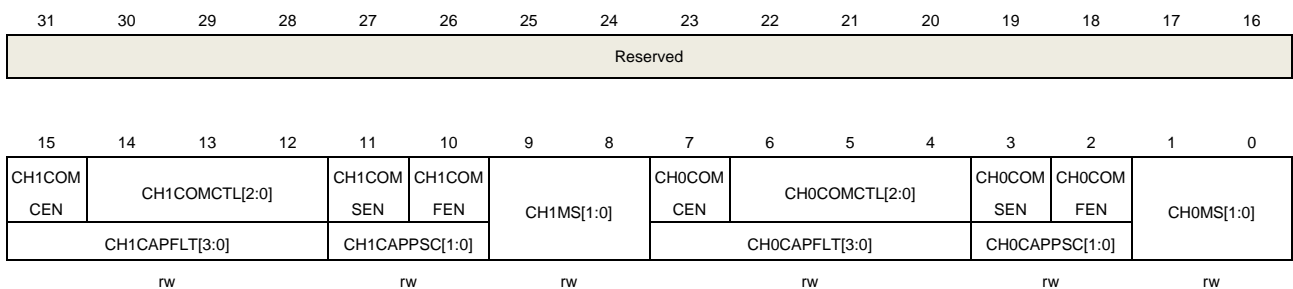 31 30 29 28 27 26 25 24 23 22 21 20 19 18 17 16
Reserved
15 14 13 12 11 10 9 8 7 6 5 4 3 2 1 0
CH1COM CEN CH1COMCTL[2:0] CH1COM SEN CH1COM FEN CH1MS[1:0] CH0COM CEN CH0COMCTL[2:0] CH0COM SEN CH0COM FEN CH0MS[1:0]
CH1CAPFLT[3:0] CH1CAPPSC[1:0] CH0CAPFLT[3:0] CH0CAPPSC[1:0]
rw rw rw rw rw rw